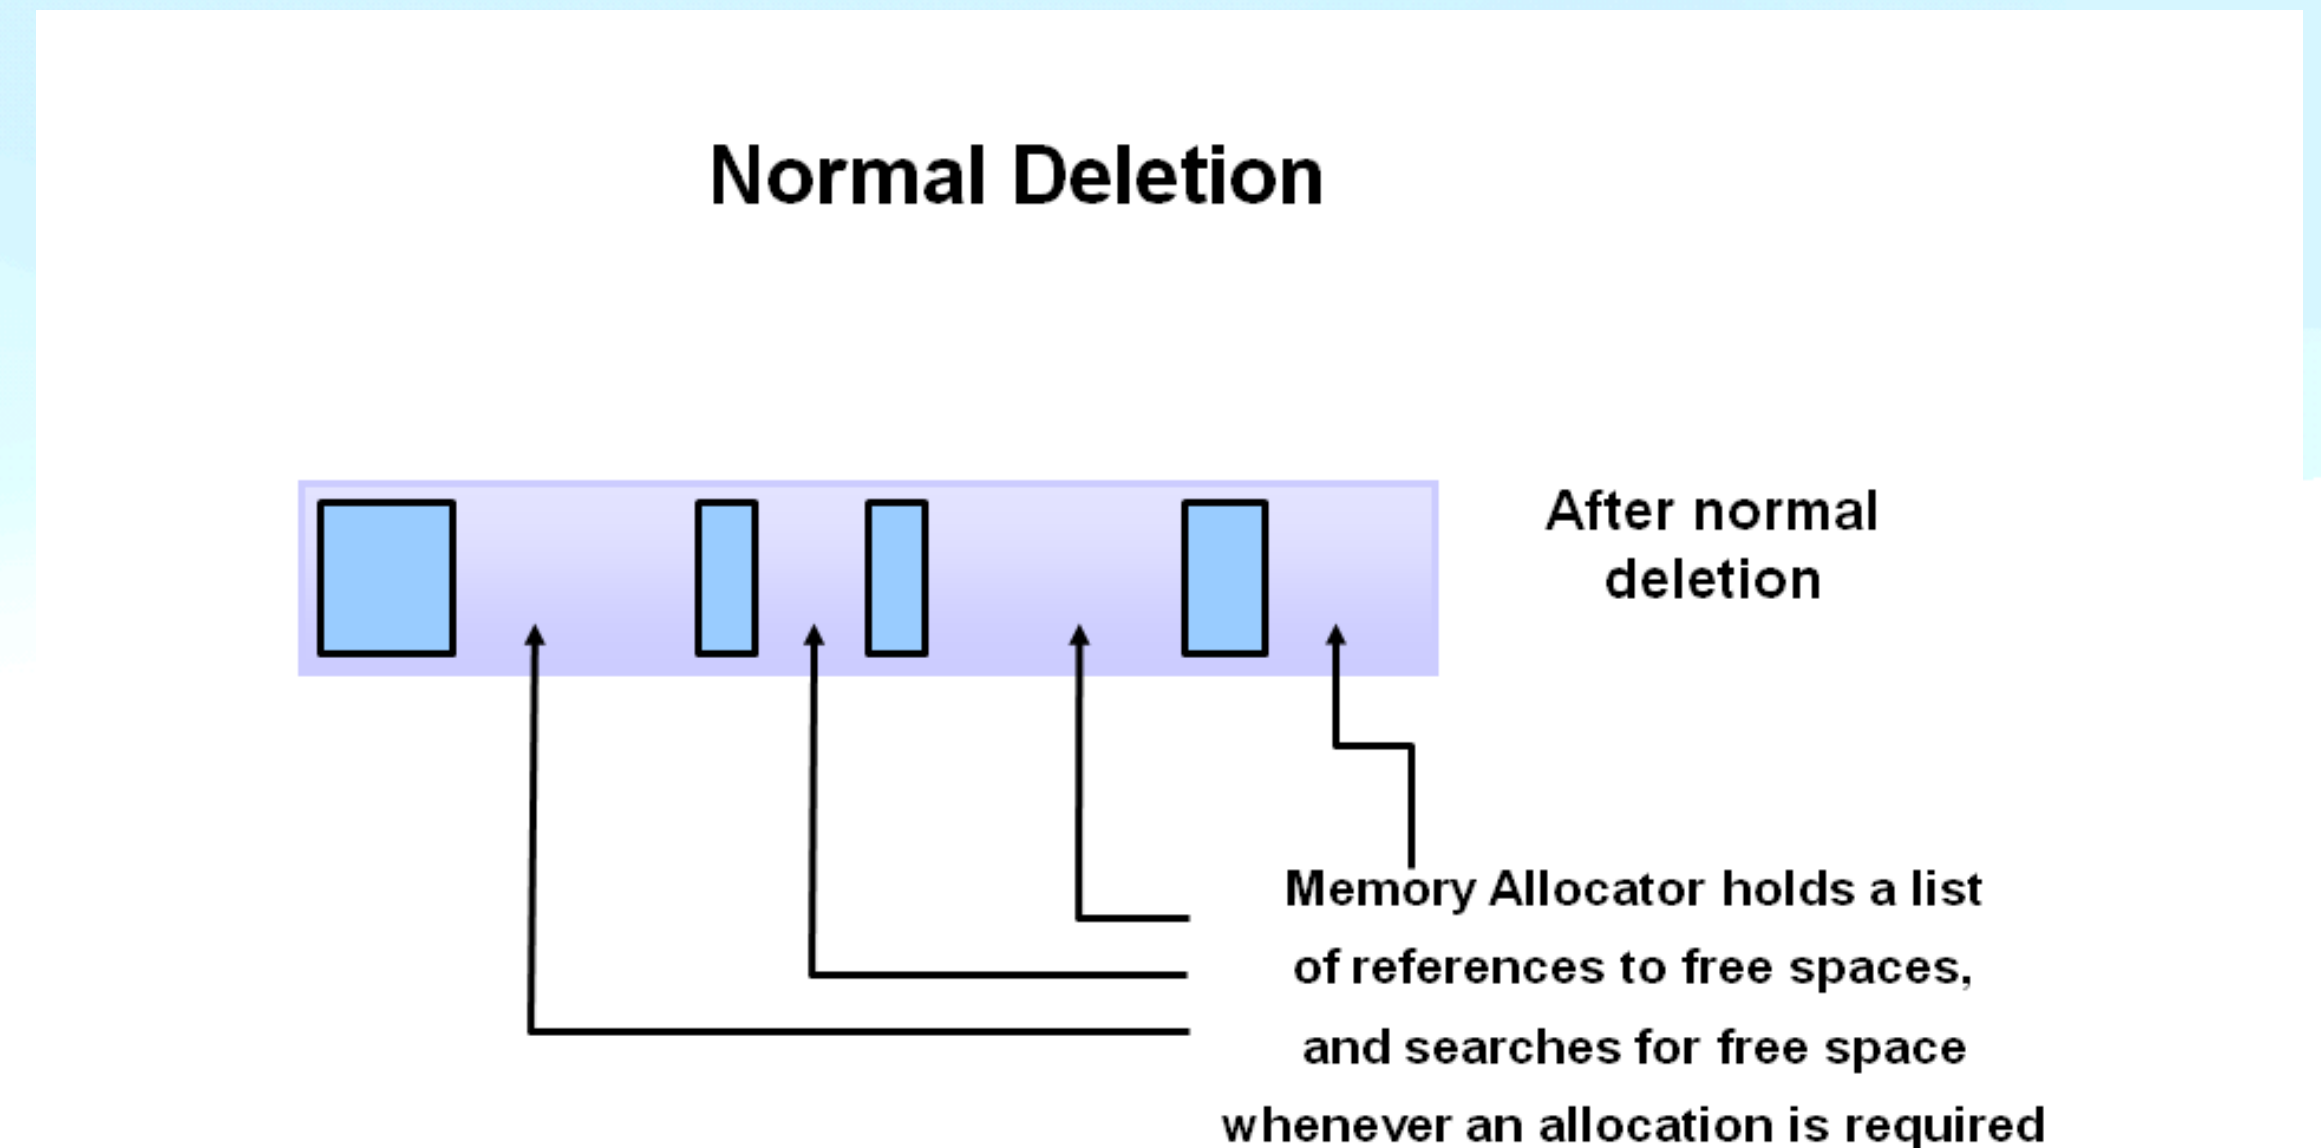 Normal Deletion
After normal
deletion
Memory Allocator holds a list
of references to free spaces,
and searches for free space
whenever an allocation is required